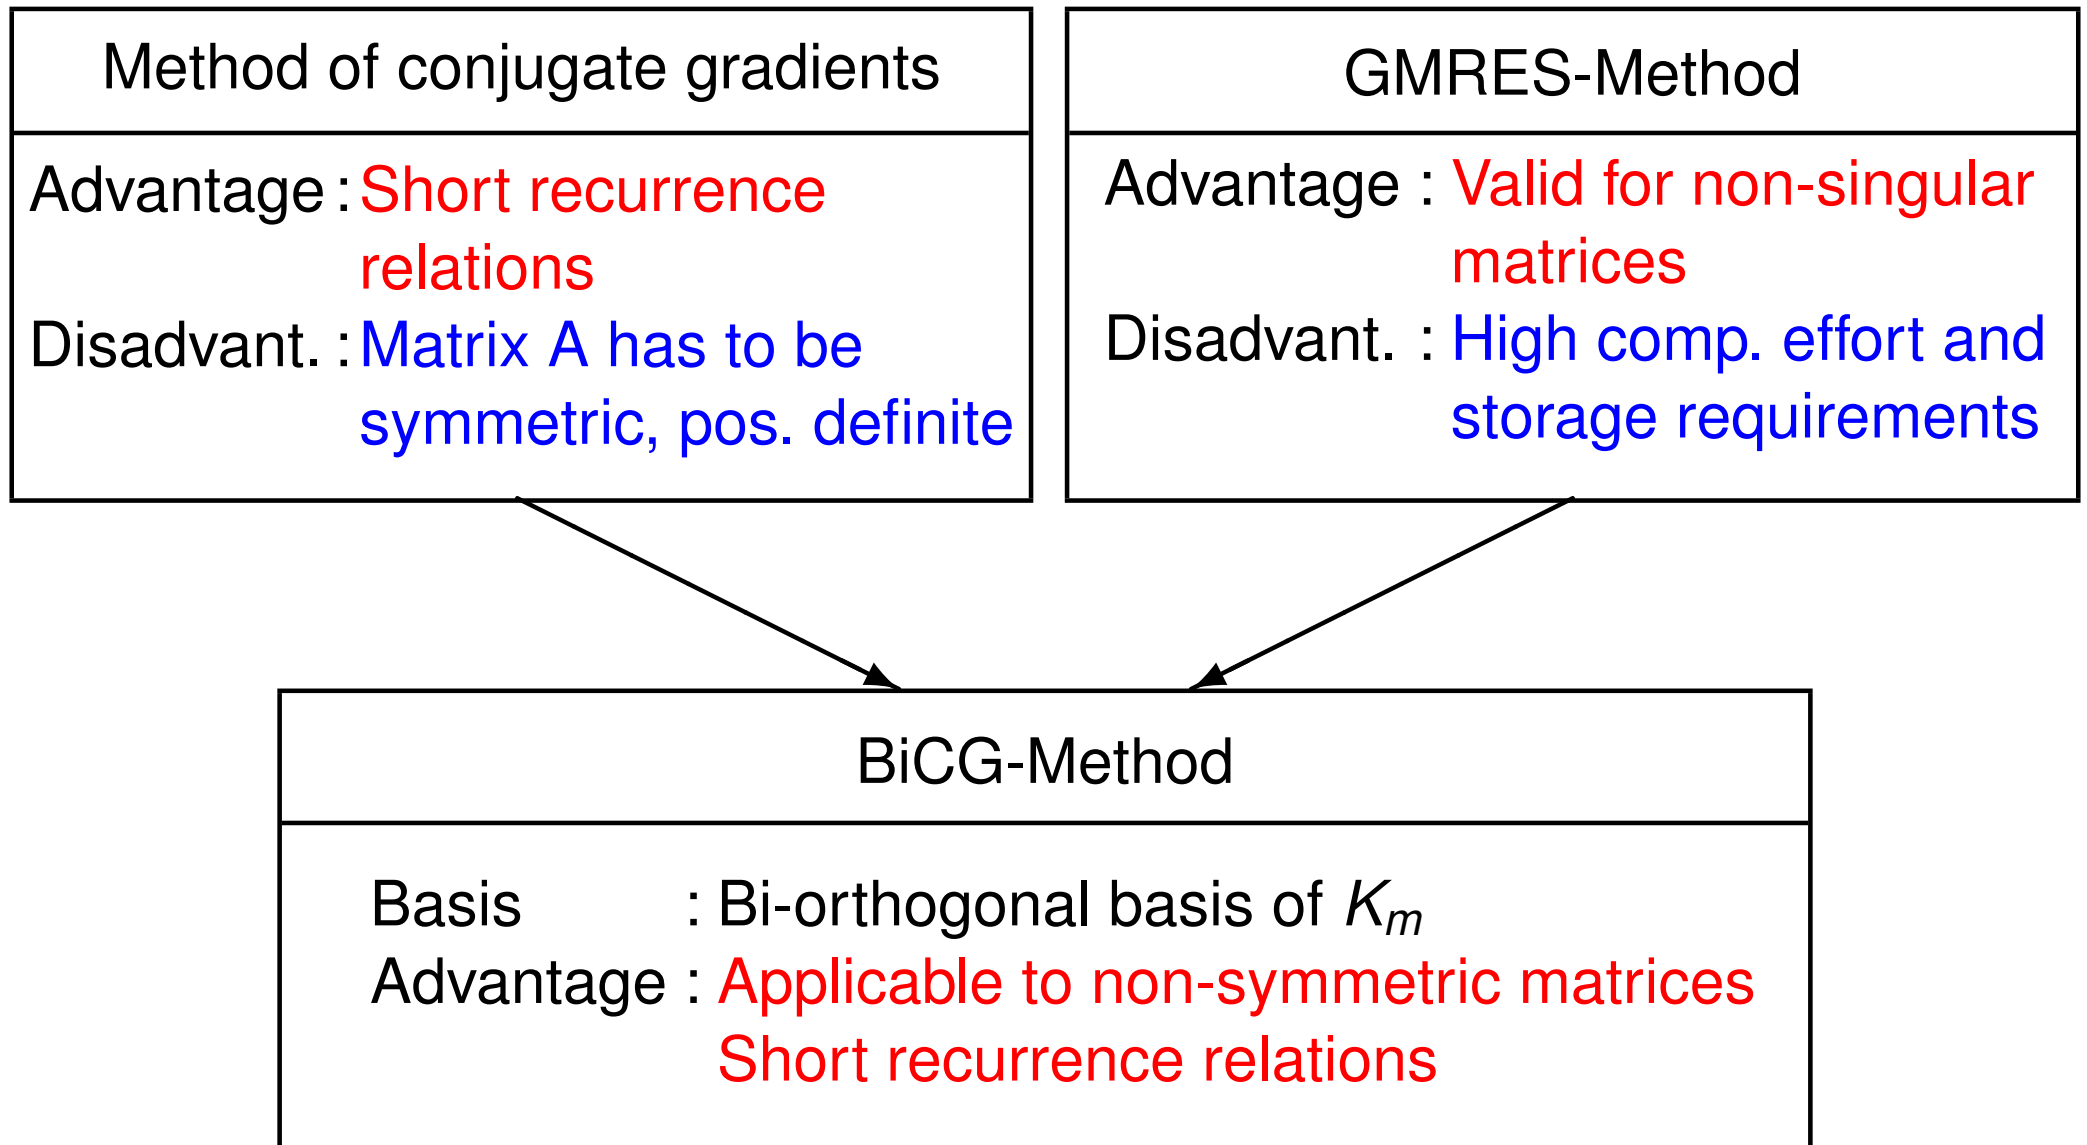 Method of conjugate gradients
Advantage : Short recurrence
relations
Disadvant. : Matrix A has to be
symmetric, pos. definite
GMRES-Method
Advantage : Valid for non-singular
matrices
Disadvant. : High comp. effort and
storage requirements
BiCG-Method
Basis : Bi-orthogonal basis of K_m
Advantage : Applicable to non-symmetric matrices
Short recurrence relations